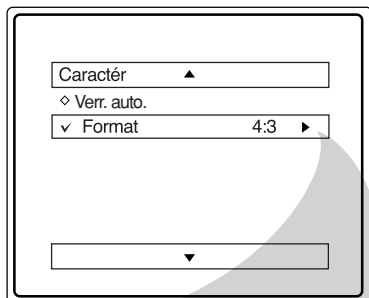 Caractér ▲
◇ Verr. auto.
✓ Format 4:3 ▶
▼